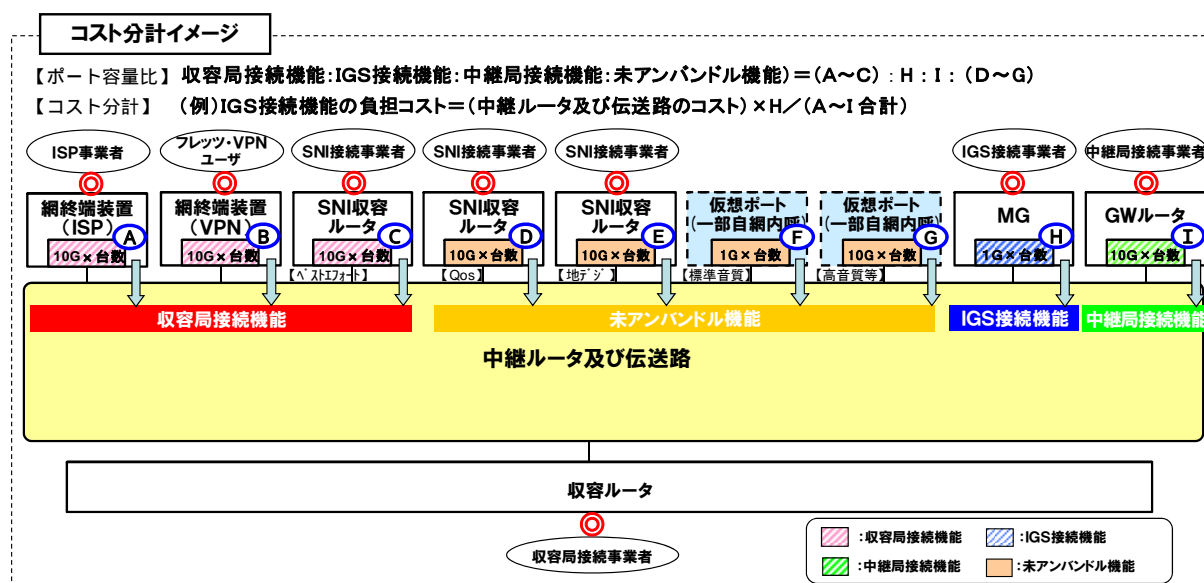 コスト分計イメージ
【ポート容量比】 収容局接続機能:IGS接続機能:中継局接続機能:未アンバンドル機能)=(A~C) : H : I : (D~G)
【コスト分計】 (例)IGS接続機能の負担コスト=(中継ルータ及び伝送路のコスト)×H/(A~I 合計)
ISP事業者
フレッツ・VPN
ユーザ
SNI接続事業者
SNI接続事業者
SNI接続事業者
IGS接続事業者
中継局接続事業者
網終端装置
(ISP)
A
10G×台数
網終端装置
(VPN)
B
10G×台数
SNI収容
ルータ
C
10G×台数
【ベストエフォート】
SNI収容
ルータ
D
10G×台数
【Qos】
SNI収容
ルータ
E
10G×台数
【地デジ】
仮想ポート
(一部自網内呼)
F
1G×台数
【標準音質】
仮想ポート
(一部自網内呼)
G
10G×台数
【高音質等】
MG
H
1G×台数
GWルータ
I
10G×台数
収容局接続機能
未アンバンドル機能
IGS接続機能
中継局接続機能
中継ルータ及び伝送路
収容ルータ
収容局接続事業者
:収容局接続機能
:IGS接続機能
:中継局接続機能
:未アンバンドル機能